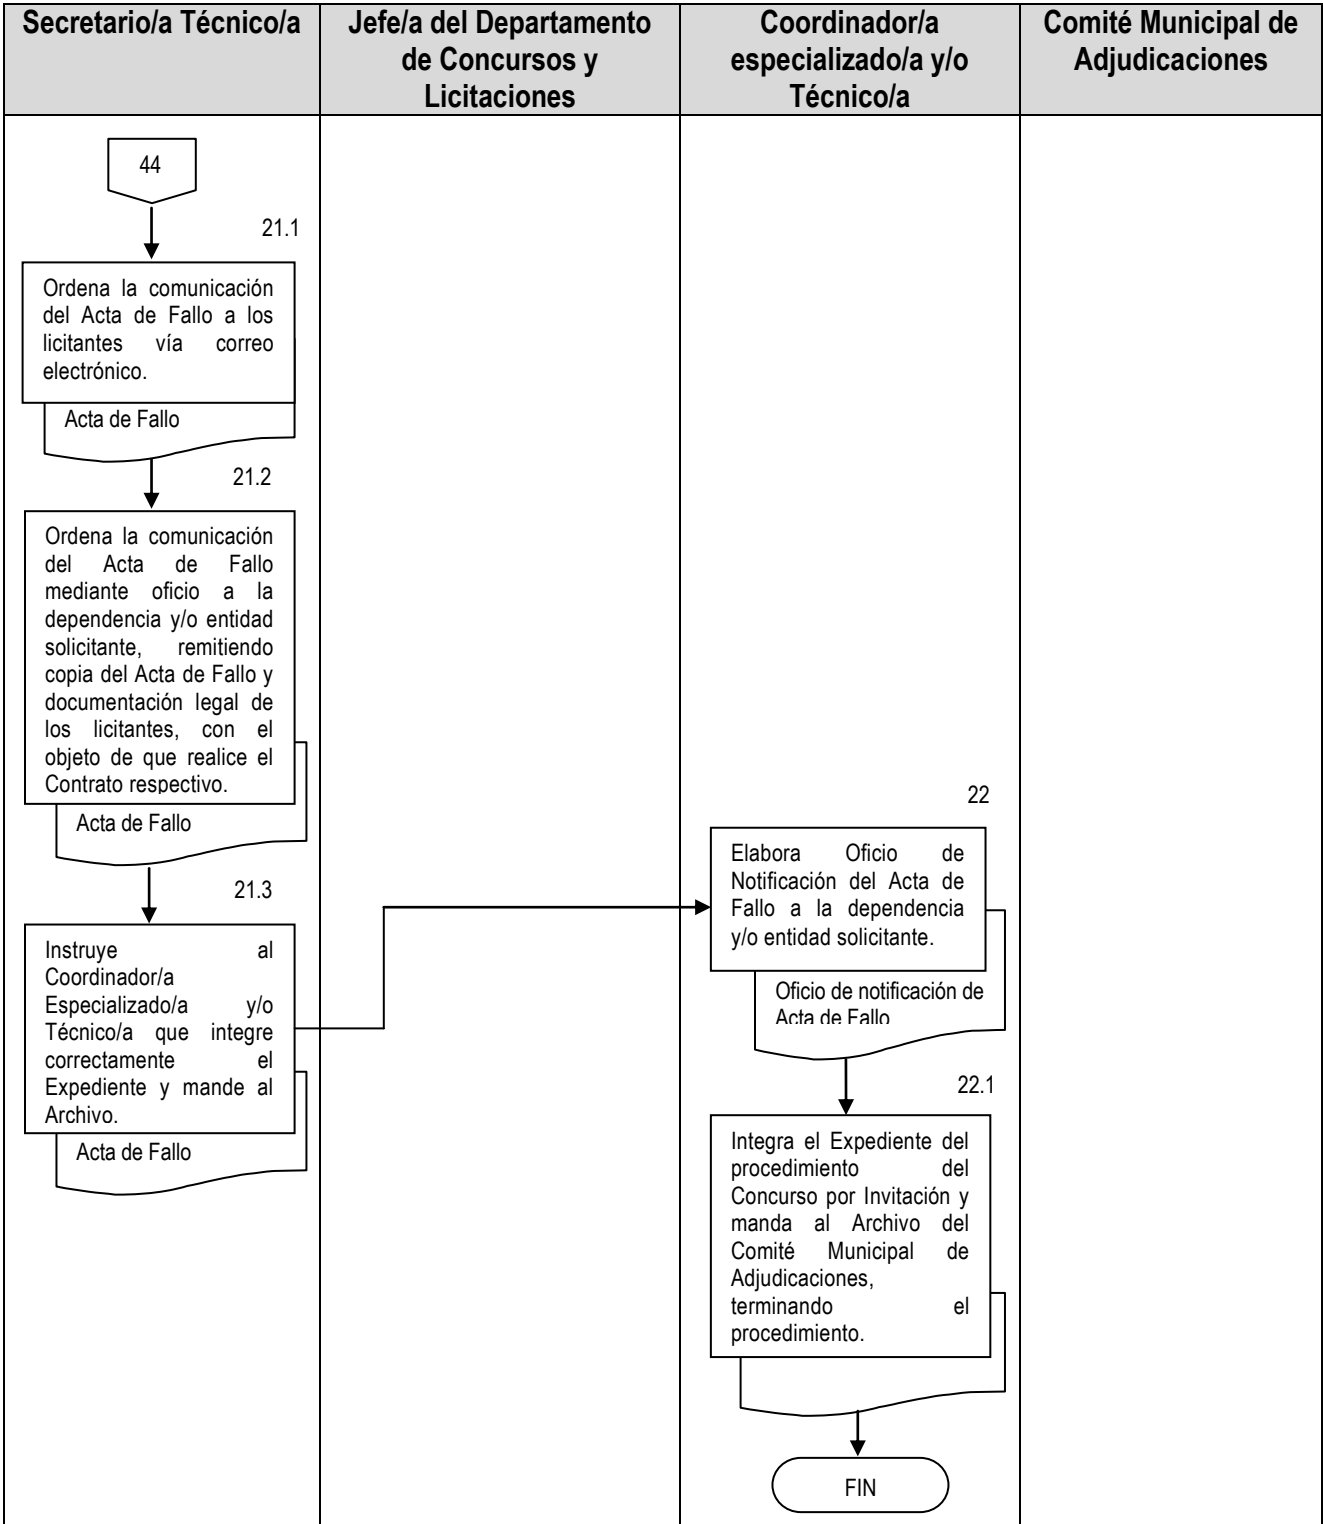 Secretario/a Técnico/a
Jefe/a del Departamento
de Concursos y
Licitaciones
Coordinador/a
especializado/a y/o
Técnico/a
Comité Municipal de
Adjudicaciones
44
21.1
Ordena la comunicación
del Acta de Fallo a los
licitantes vía correo
electrónico.
Acta de Fallo
21.2
Ordena la comunicación
del Acta de Fallo
mediante oficio a la
dependencia y/o entidad
solicitante, remitiendo
copia del Acta de Fallo y
documentación legal de
los licitantes, con el
objeto de que realice el
Contrato respectivo.
Acta de Fallo
21.3
Instruye al
Coordinador/a
Especializado/a y/o
Técnico/a que integre
correctamente el
Expediente y mande al
Archivo.
Acta de Fallo
22
Elabora Oficio de
Notificación del Acta de
Fallo a la dependencia
y/o entidad solicitante.
Oficio de notificación de
Acta de Fallo
22.1
Integra el Expediente del
procedimiento del
Concurso por Invitación y
manda al Archivo del
Comité Municipal de
Adjudicaciones,
terminando el
procedimiento.
FIN